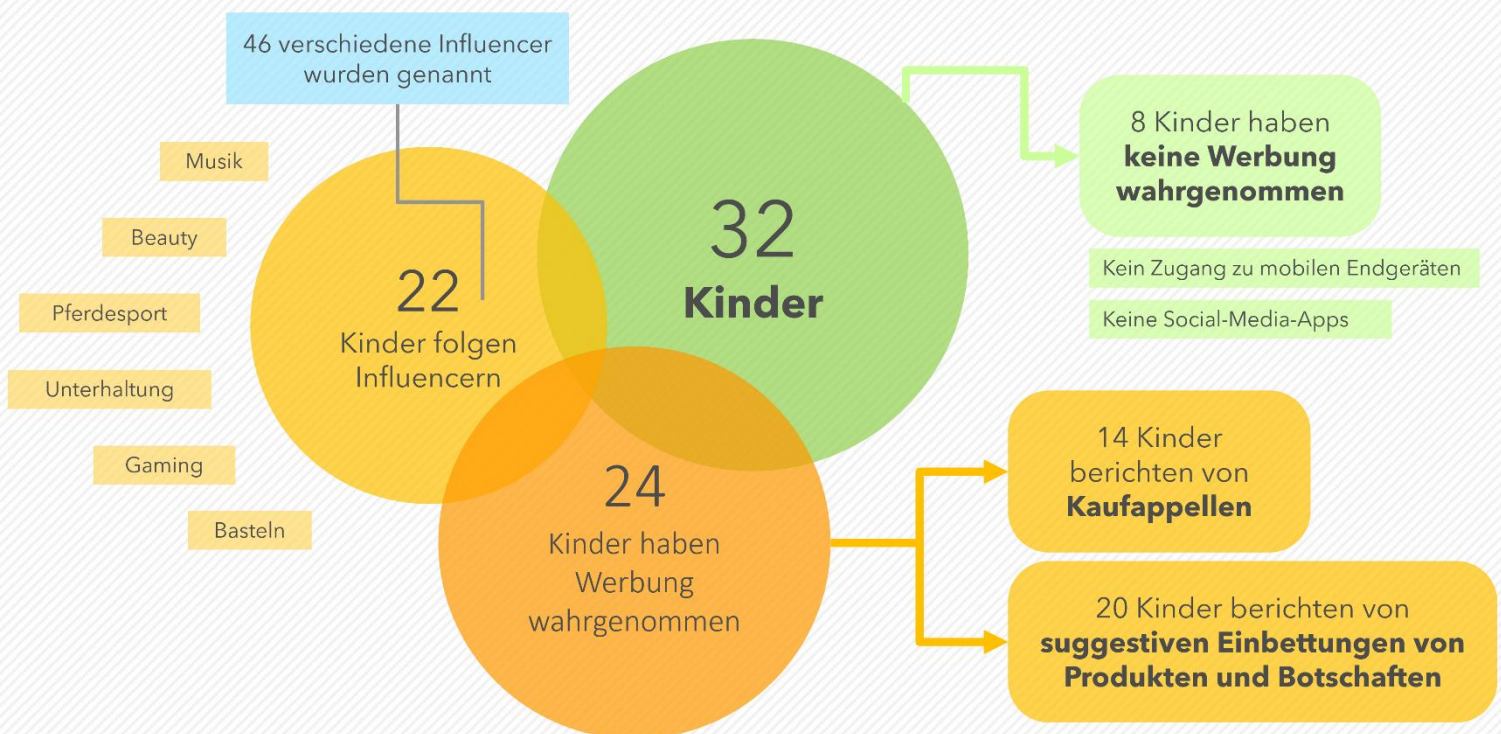 46 verschiedene Influencer
wurden genannt
Musik
Beauty
Pferdesport
Unterhaltung
Gaming
Basteln
22
Kinder folgen
Influencern
32
Kinder
24
Kinder haben
Werbung
wahrgenommen
8 Kinder haben
keine Werbung
wahrgenommen
Kein Zugang zu mobilen Endgeräten
Keine Social-Media-Apps
14 Kinder
berichten von
Kaufappellen
20 Kinder berichten von
suggestiven Einbettungen von
Produkten und Botschaften